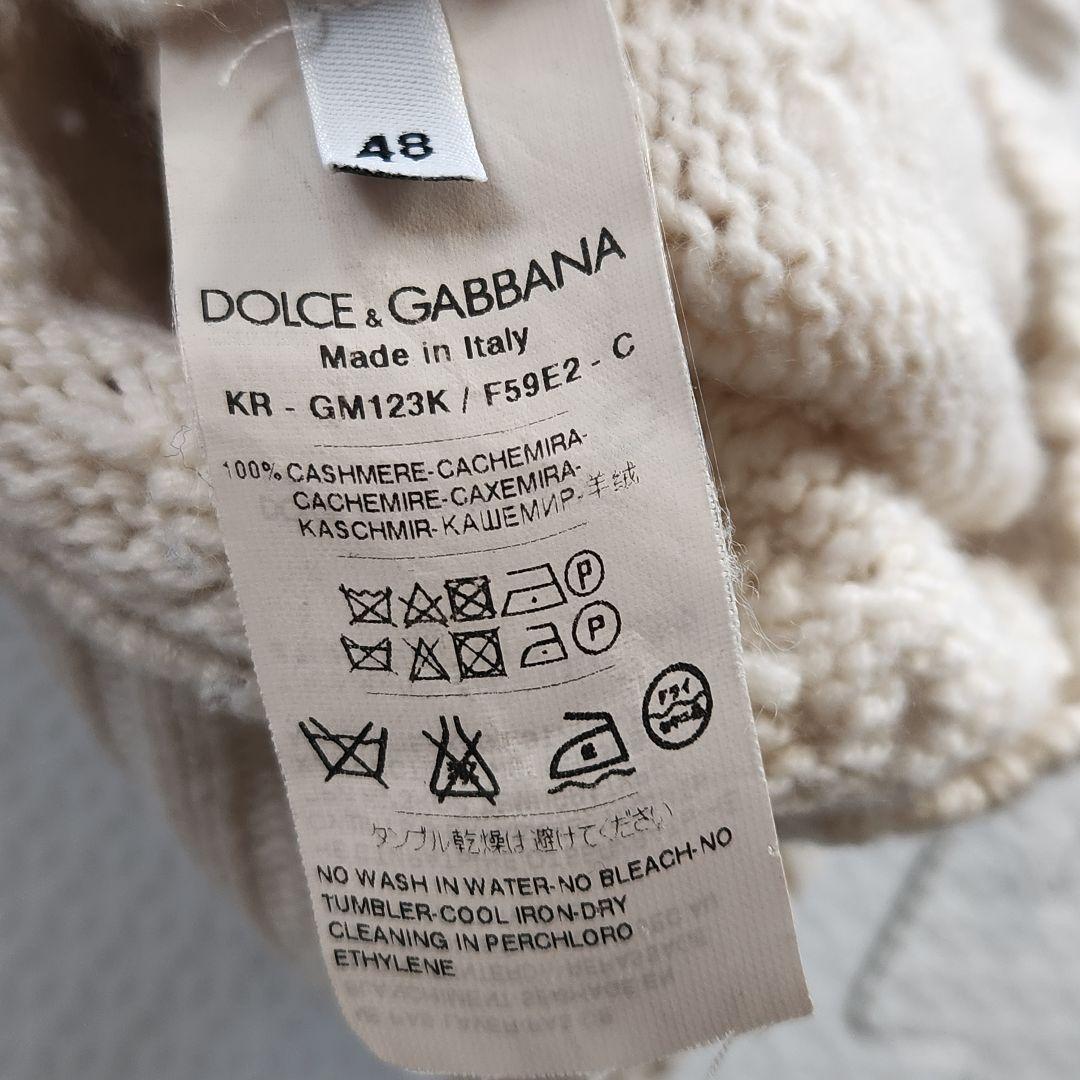 48
DOLCE & GABBANA
Made in Italy
KR - GM123K / F59E2 - C
100% CASHMERE-CACHEMIRA-
CACHEMIRE-CAXEMIRA-
KASCHMIR-КАШЕМИР-羊绒
P
P
ドライ
タンブル乾燥は避けてください
NO WASH IN WATER-NO BLEACH-NO
TUMBLER-COOL IRON-DRY
CLEANING IN PERCHLORO
ETHYLENE